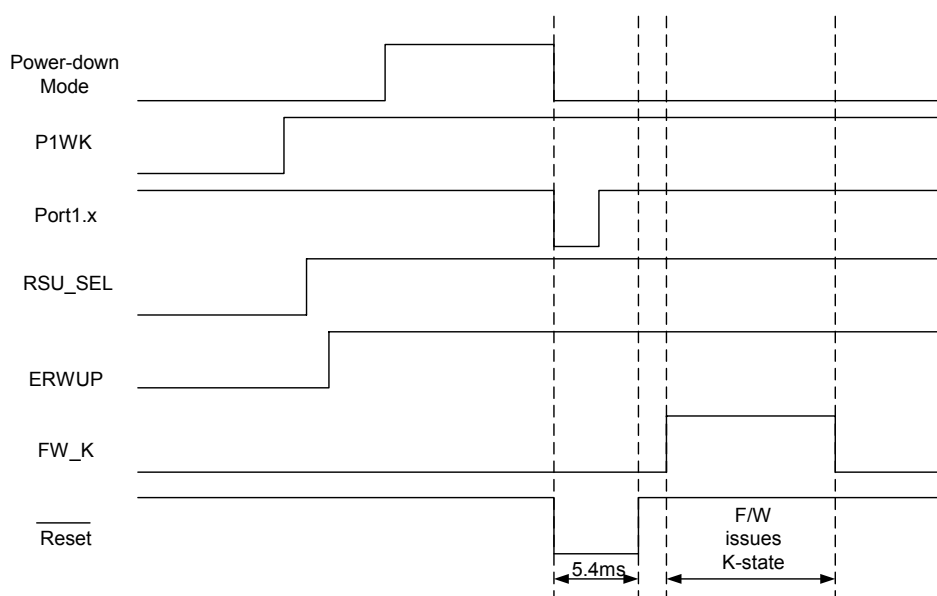 Power-down
Mode
P1WK
Port1.x
RSU_SEL
ERWUP
FW_K
Reset
5.4ms
F/W
issues
K-state